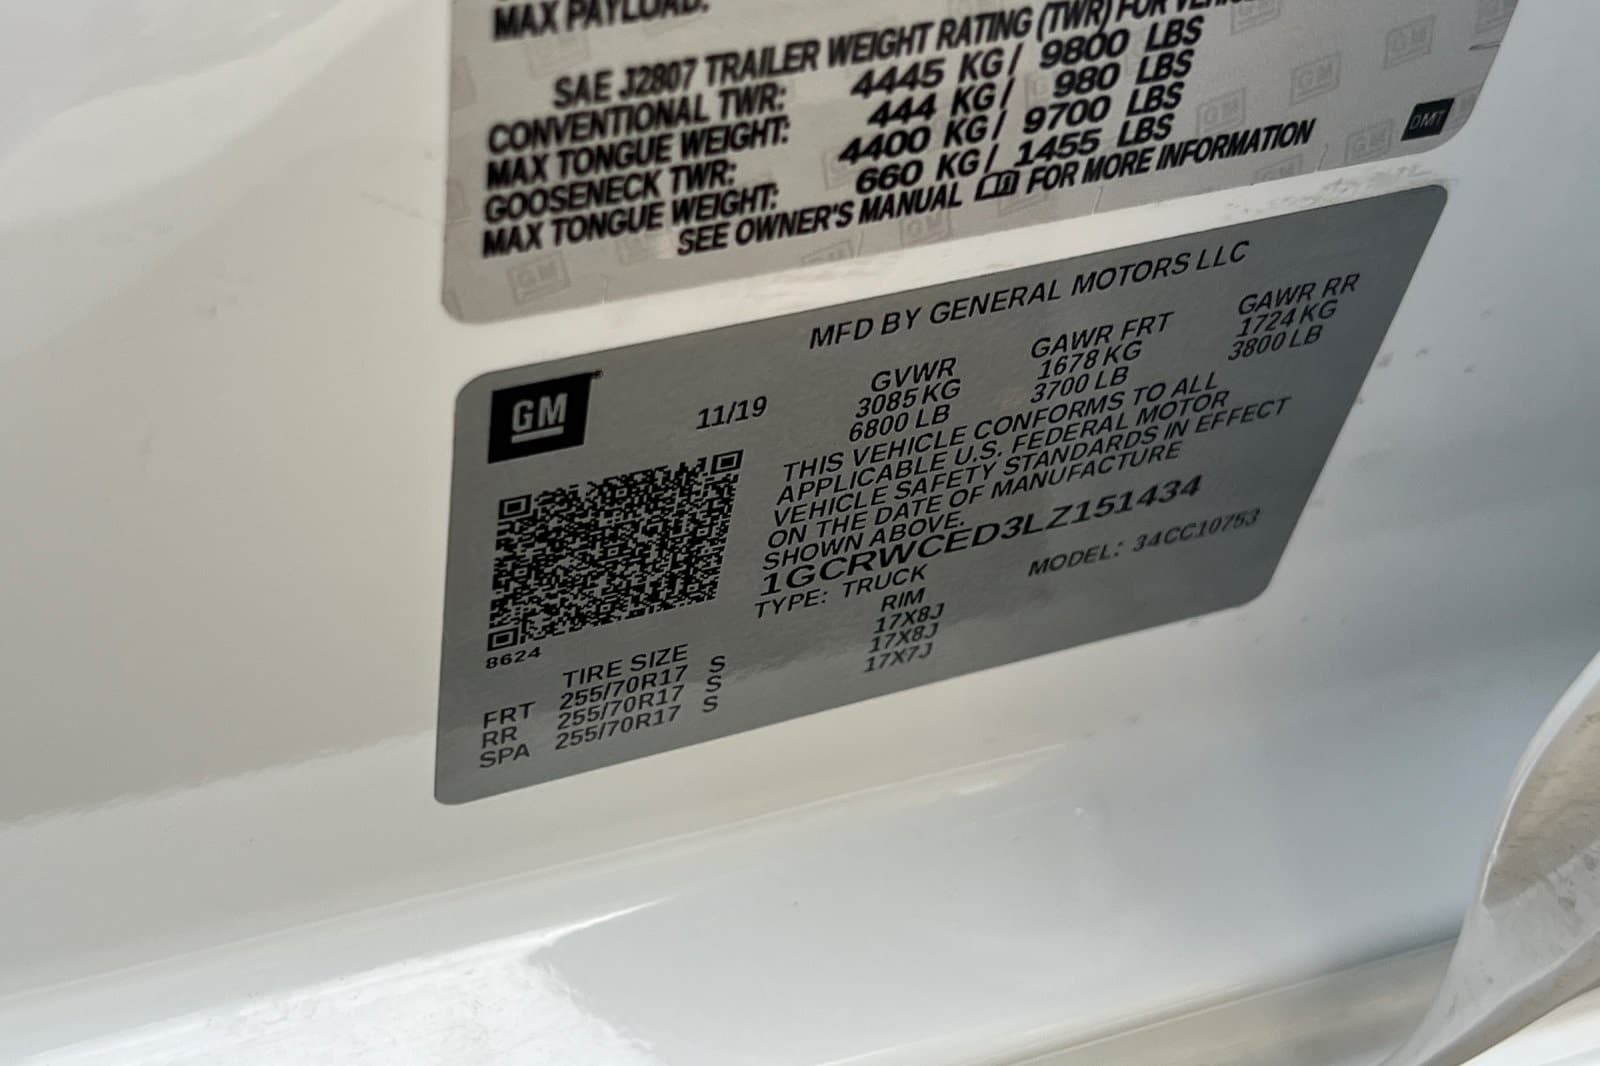 MAX PAYLOAD:
SAE J2807 TRAILER WEIGHT RATING (TWR) FOR
CONVENTIONAL TWR: 4445 KG/ 9800 LBS
MAX TONGUE WEIGHT: 444 KG/ 980 LBS
GOOSENECK TWR: 4400 KG/ 9700 LBS
MAX TONGUE WEIGHT: 660 KG/ 1455 LBS
SEE OWNER'S MANUAL FOR MORE INFORMATION
DMT
MFD BY GENERAL MOTORS LLC
GM
11/19
GVWR GAWR FRT GAWR RR
3085 KG 1678 KG 1724 KG
6800 LB 3700 LB 3800 LB
THIS VEHICLE CONFORMS TO ALL
APPLICABLE U.S. FEDERAL MOTOR
VEHICLE SAFETY STANDARDS IN EFFECT
ON THE DATE OF MANUFACTURE
SHOWN ABOVE.
1GCRWCED3LZ151434
TYPE: TRUCK MODEL: 34CC10753
8624
TIRE SIZE RIM
FRT 255/70R17 S 17X8J
RR 255/70R17 S 17X8J
SPA 255/70R17 S 17X7J